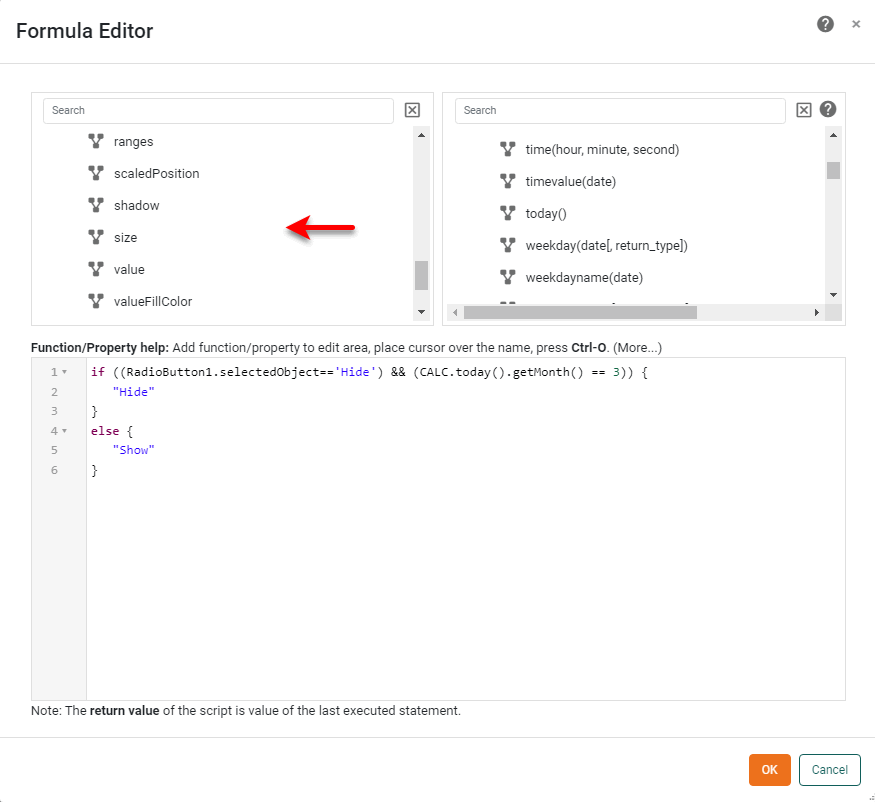 Formula Editor
Search
ranges
scaledPosition
shadow
size
value
valueFillColor
Search
time(hour, minute, second)
timevalue(date)
today()
weekday(date[, return_type])
weekdayname(date)
Function/Property help: Add function/property to edit area, place cursor over the name, press Ctrl-O. (More...)
1 if ((RadioButton1.selectedObject=='Hide') && (CALC.today().getMonth() == 3)) {
2 "Hide"
3 }
4 else {
5 "Show"
6 }
Note: The return value of the script is value of the last executed statement.
OK
Cancel